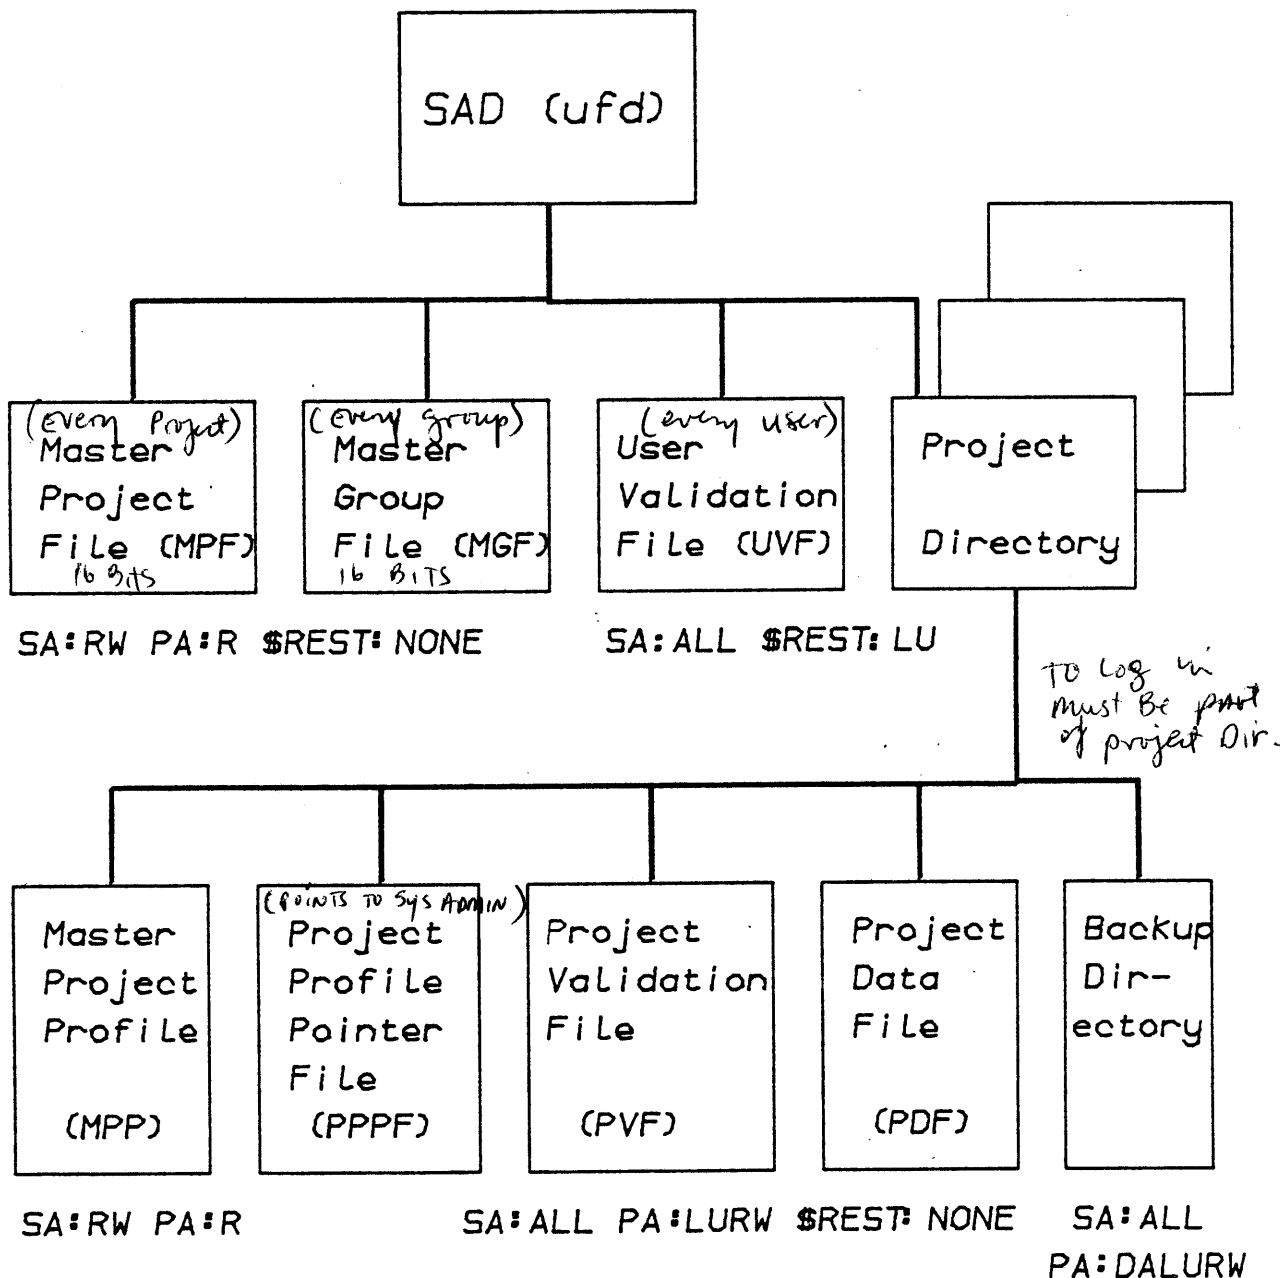 SAD (ufd)
(Every Project)
Master
Project
File (MPF)
16 Bits
(Every group)
Master
Group
File (MGF)
16 BITS
(every user)
User
Validation
File (UVF)
Project
Directory
SA:RW PA:R $REST:NONE
SA:ALL $REST:LU
TO Log in
must Be part
of project Dir.
Master
Project
Profile
(MPP)
(POINTS TO Sys ADMIN)
Project
Profile
Pointer
File
(PPPF)
Project
Validation
File
(PVF)
Project
Data
File
(PDF)
Backup
Dir-
ectory
SA:RW PA:R
SA:ALL PA:LURW $REST:NONE
SA:ALL
PA:DALURW